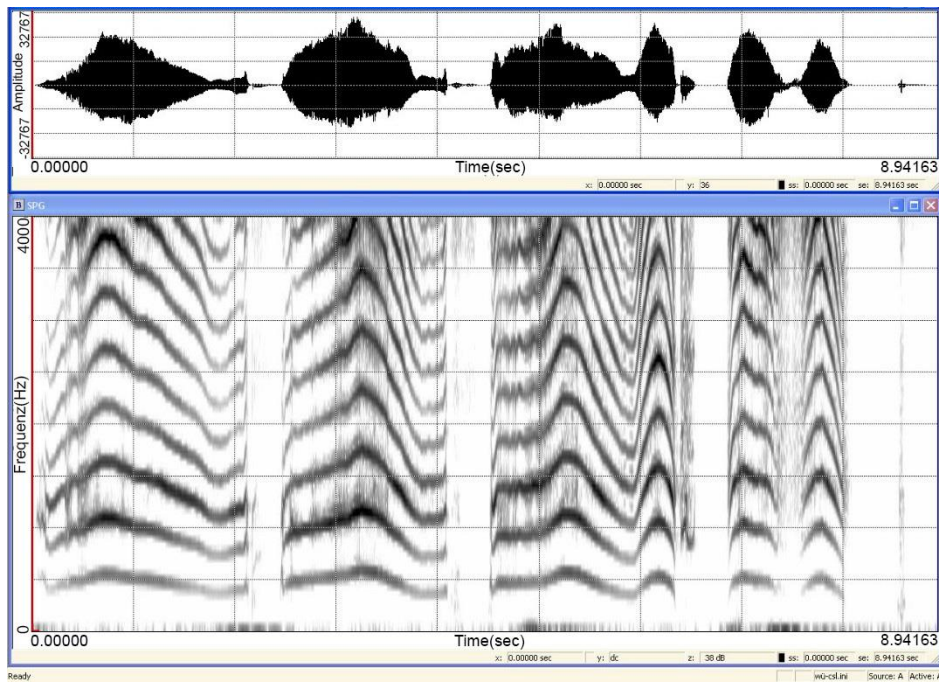 32767
Amplitude
-32767
0.00000 Time(sec) 8.94163
x: 0.00000 sec y: 36 ss: 0.00000 sec se: 8.94163 sec
B SPG
4000
Frequenz(Hz)
0
0.00000 Time(sec) 8.94163
x: 0.00000 sec y: dc z: 38 dB ss: 0.00000 sec se: 8.94163 sec
Ready wü-csl.ini Source: A Active: A